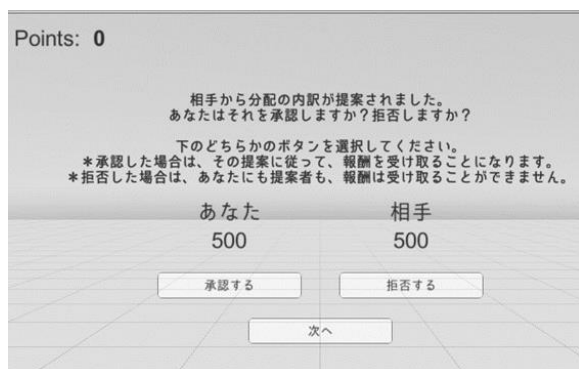 Points: 0
相手から分配の内訳が提案されました。
あなたはそれを承認しますか？拒否しますか？
下のどちらかのボタンを選択してください。
＊承認した場合は、その提案に従って、報酬を受け取ることになります。
＊拒否した場合は、あなたにも提案者も、報酬は受け取ることができません。
あなた 相手
500 500
承認する 拒否する
次へ